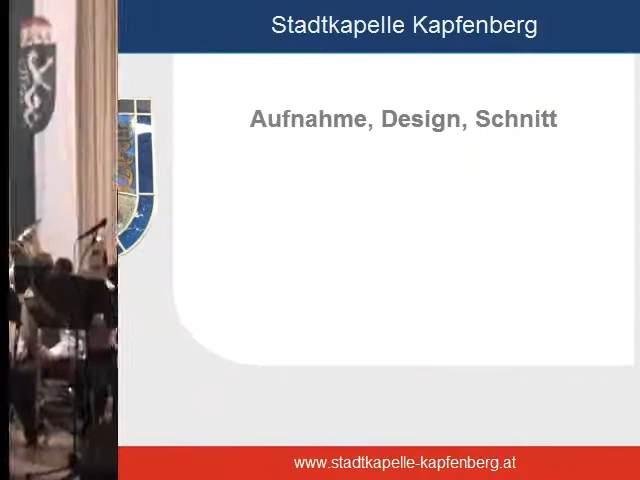 Stadtkapelle Kapfenberg
Aufnahme, Design, Schnitt
www.stadtkapelle-kapfenberg.at